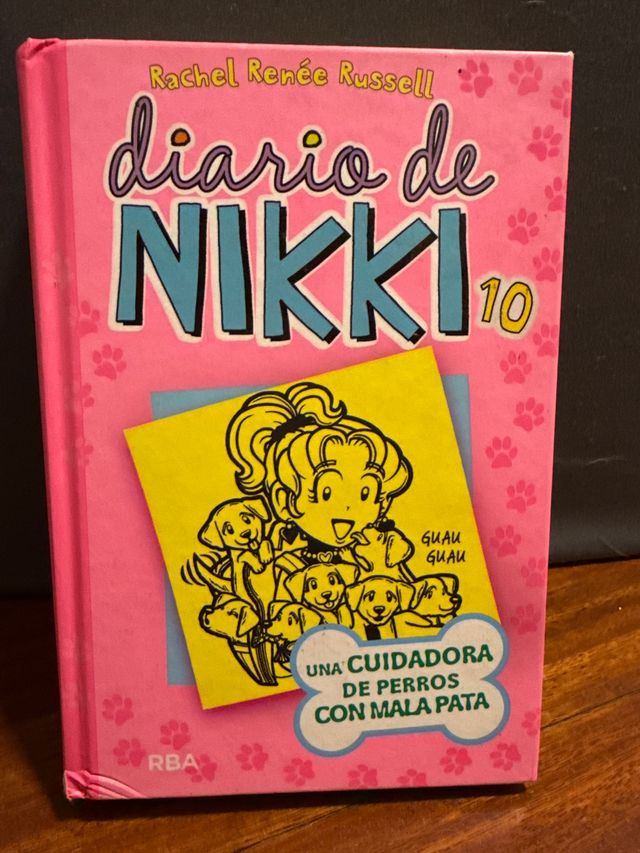 Rachel Renée Russell
diario de
NIKKI 10
GUAU
GUAU
UNA CUIDADORA
DE PERROS
CON MALA PATA
RBA